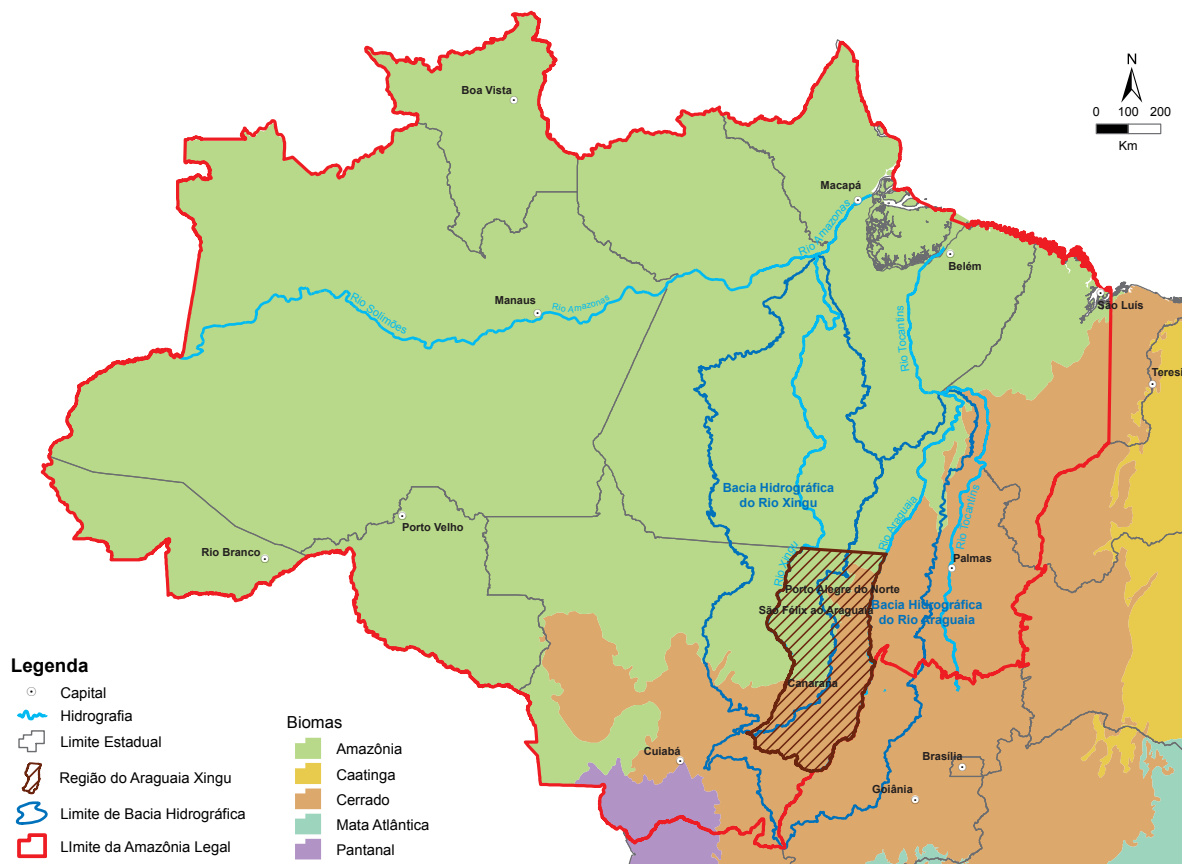 Boa Vista
N
0 100 200
Km
Macapá
Rio Amazonas
Belém
São Luís
Manaus
Rio Amazonas
Rio Solimões
Rio Tocantins
Teresi
Bacia Hidrográfica
do Rio Xingu
Porto Velho
Rio Branco
Rio Araguaia
Rio Tocantins
Rio Xingu
Palmas
Porto Alegre do Norte
São Félix ao Araguaia
Bacia Hidrográfica
do Rio Araguaia
Canarana
Cuiabá
Brasília
Goiânia
Legenda
Capital
Hidrografia
Limite Estadual
Região do Araguaia Xingu
Limite de Bacia Hidrográfica
LImite da Amazônia Legal
Biomas
Amazônia
Caatinga
Cerrado
Mata Atlântica
Pantanal